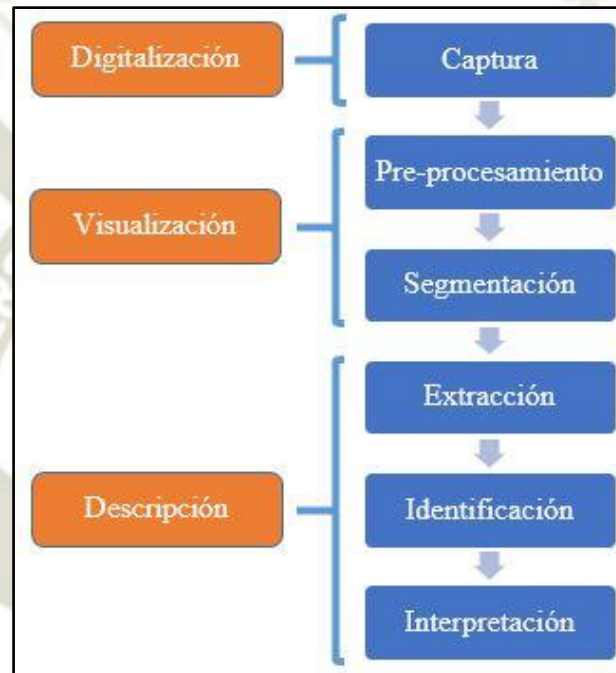 Digitalización
Captura
Pre-procesamiento
Visualización
Segmentación
Extracción
Descripción
Identificación
Interpretación